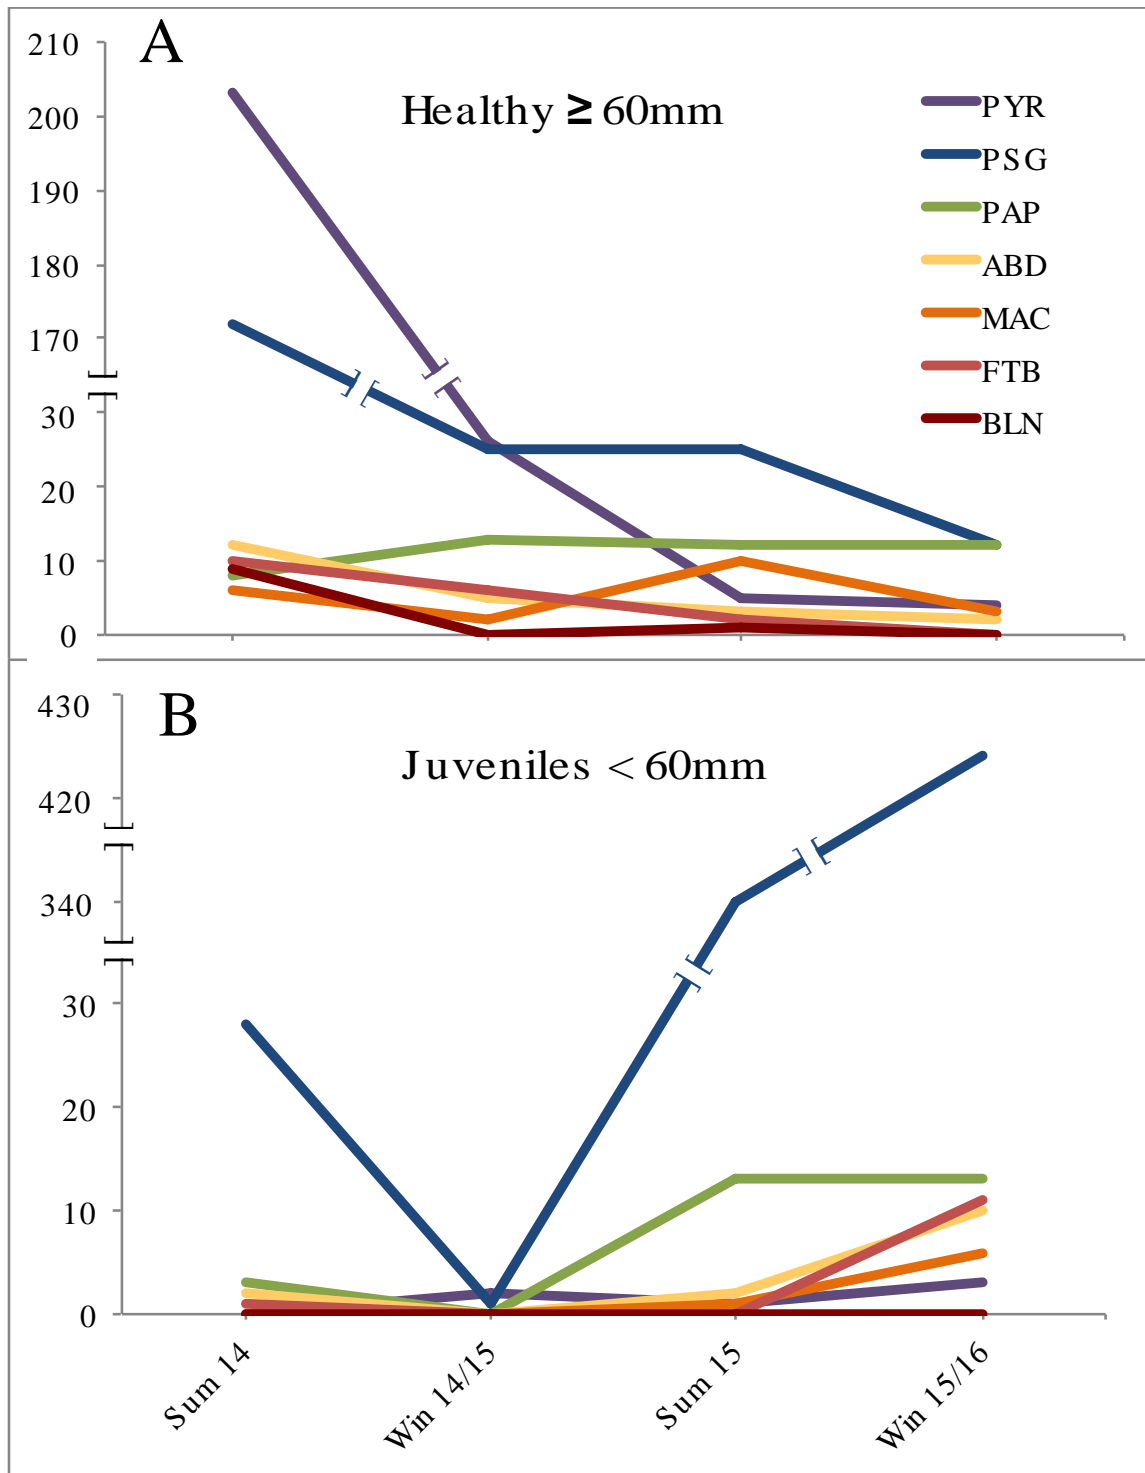 A
Healthy ≥ 60mm
210
200
190
180
170
30
20
10
0
PYR
PSG
PAP
ABD
MAC
FTB
BLN
B
Juveniles < 60mm
430
420
340
30
20
10
0
Sum 14
Win 14/15
Sum 15
Win 15/16